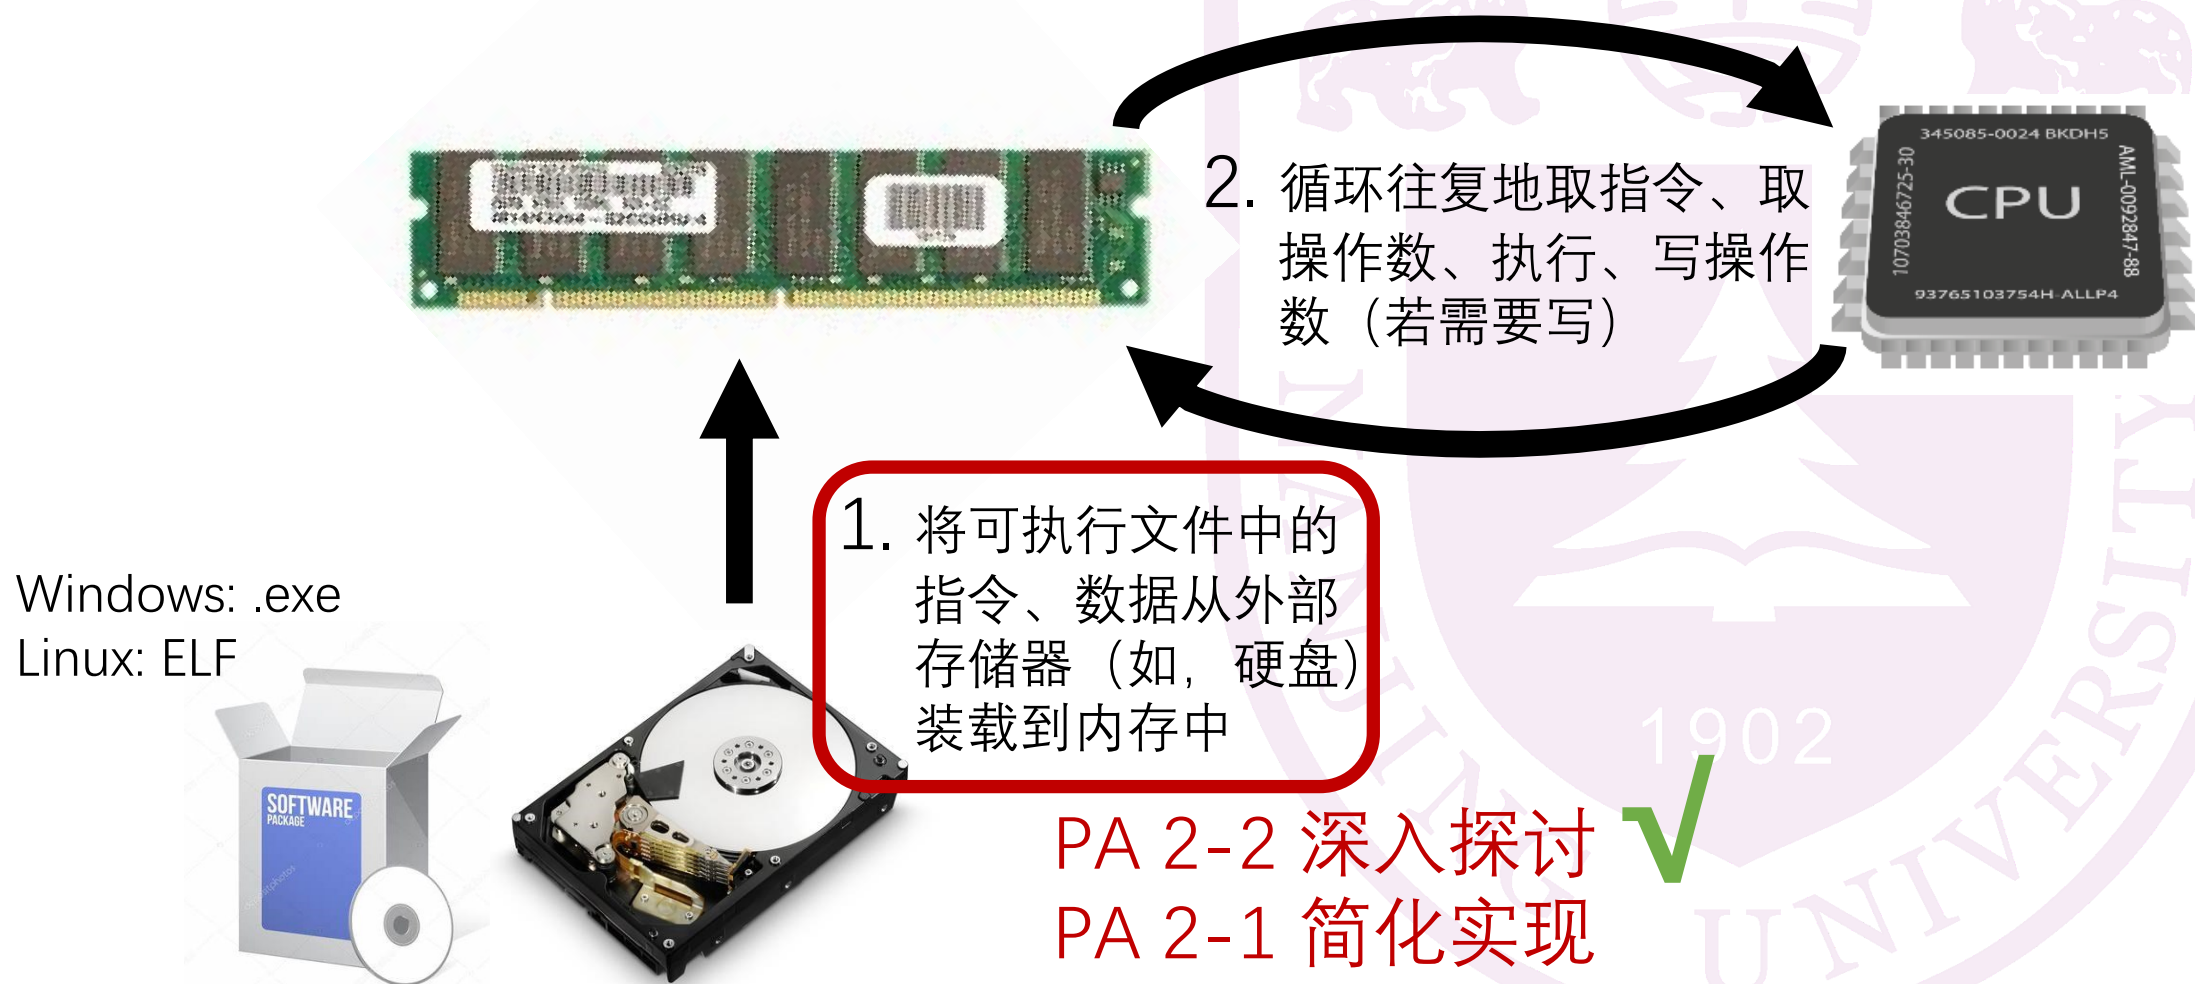 345085-0024 BKDH5
CPU
107038846725-30
AML-0092847-88
93765103754H-ALLP4
2. 循环往复地取指令、取
操作数、执行、写操作
数（若需要写）
1. 将可执行文件中的
指令、数据从外部
存储器（如，硬盘）
装载到内存中
Windows: .exe
Linux: ELF
SOFTWARE
PACKAGE
PA 2-2 深入探讨 √
PA 2-1 简化实现
NANJING UNIVERSITY
1902